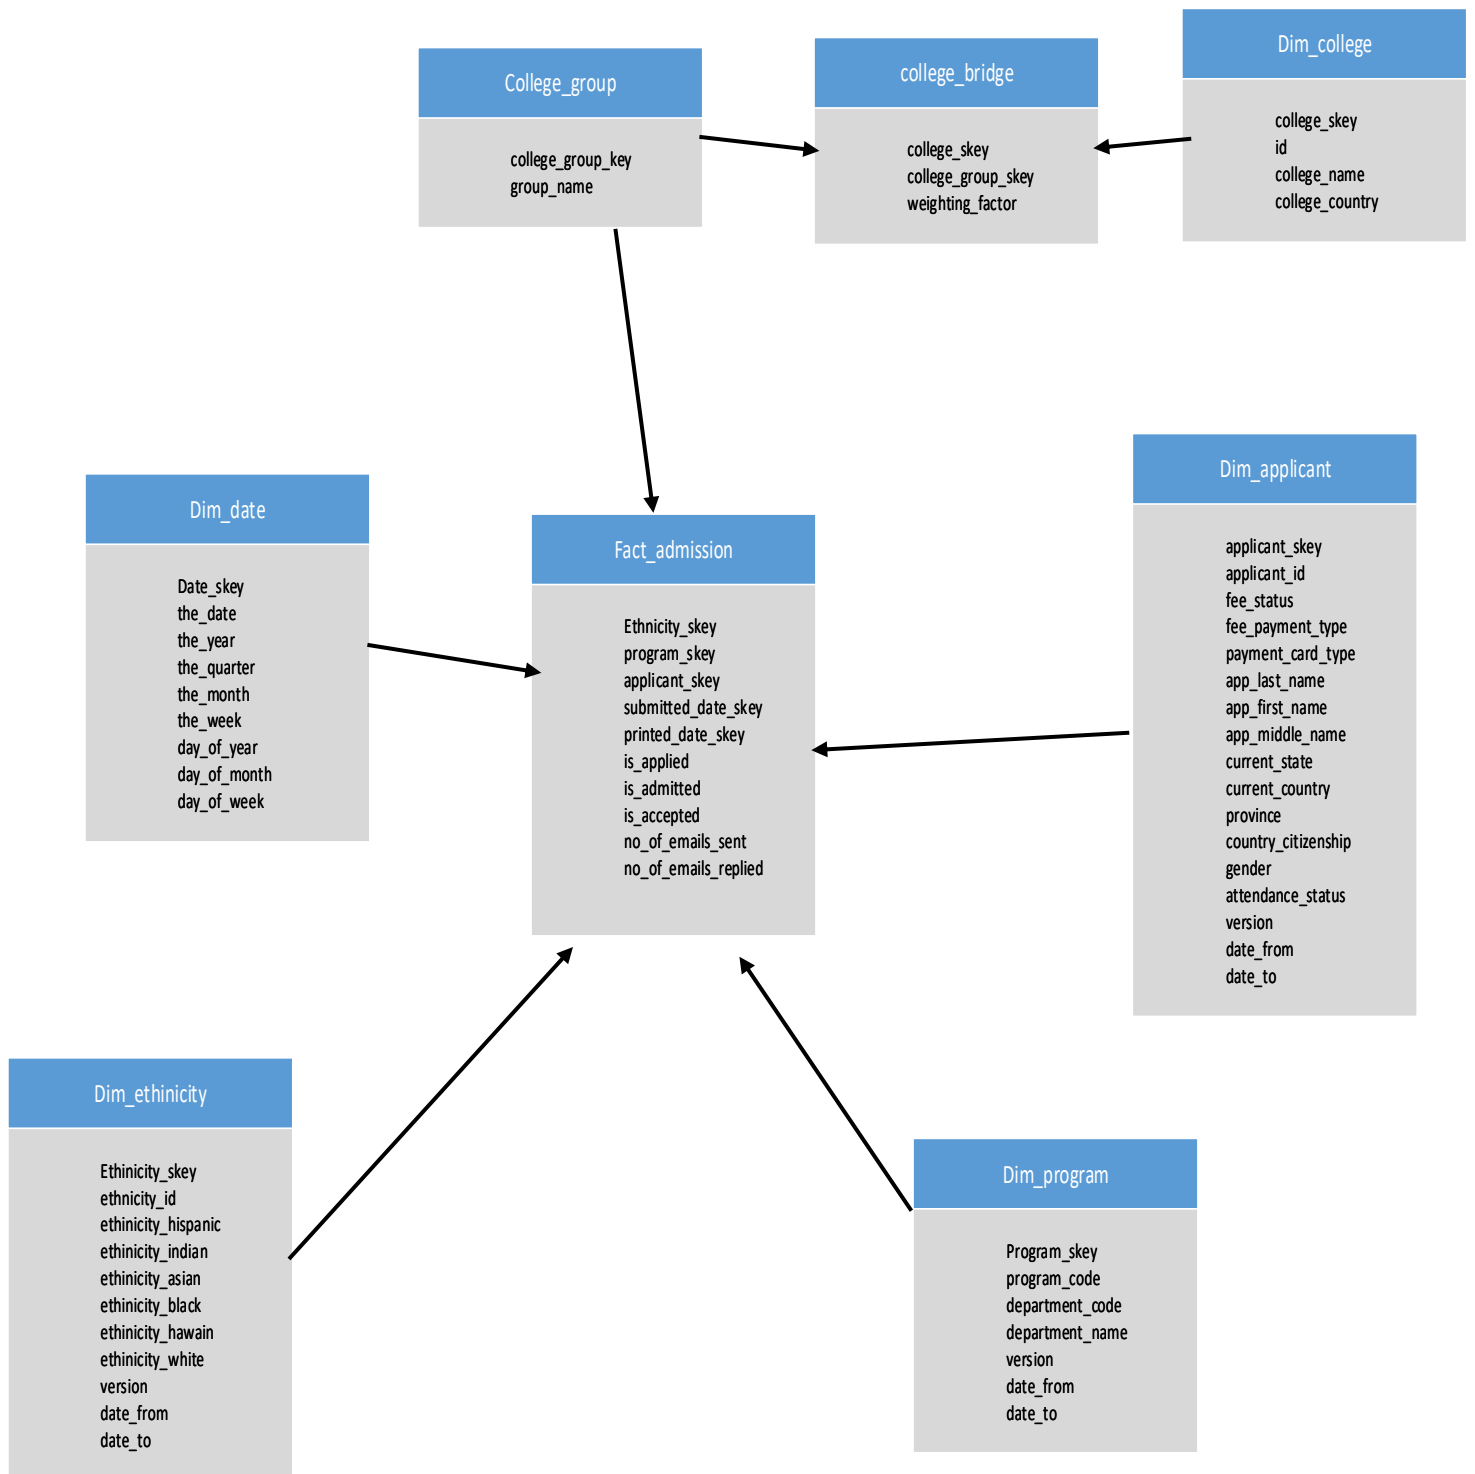 College_group
college_group_key
group_name
college_bridge
college_skey
college_group_skey
weighting_factor
Dim_college
college_skey
id
college_name
college_country
Dim_date
Date_skey
the_date
the_year
the_quarter
the_month
the_week
day_of_year
day_of_month
day_of_week
Fact_admission
Ethnicity_skey
program_skey
applicant_skey
submitted_date_skey
printed_date_skey
is_applied
is_admitted
is_accepted
no_of_emails_sent
no_of_emails_replied
Dim_applicant
applicant_skey
applicant_id
fee_status
fee_payment_type
payment_card_type
app_last_name
app_first_name
app_middle_name
current_state
current_country
province
country_citizenship
gender
attendance_status
version
date_from
date_to
Dim_ethinicity
Ethinicity_skey
ethnicity_id
ethinicity_hispanic
ethinicity_indian
ethinicity_asian
ethinicity_black
ethinicity_hawain
ethinicity_white
version
date_from
date_to
Dim_program
Program_skey
program_code
department_code
department_name
version
date_from
date_to